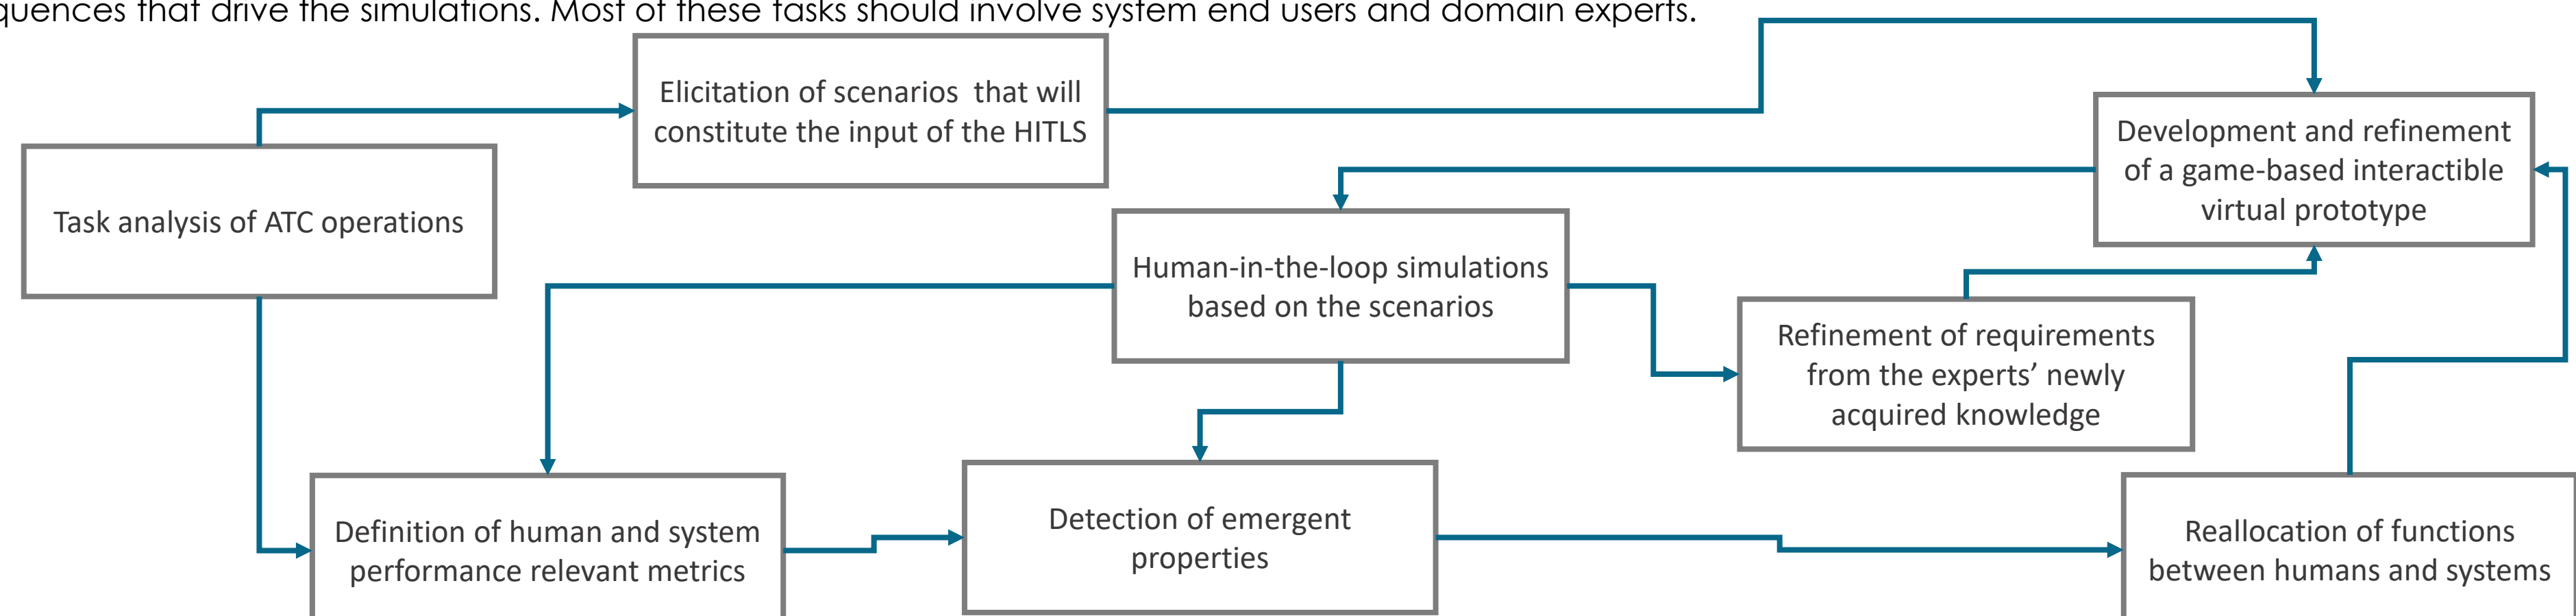 quences that drive the simulations. Most of these tasks should involve system end users and domain experts.
Elicitation of scenarios that will
constitute the input of the HITLS
Development and refinement
of a game-based interactible
virtual prototype
Task analysis of ATC operations
Human-in-the-loop simulations
based on the scenarios
Refinement of requirements
from the experts’ newly
acquired knowledge
Definition of human and system
performance relevant metrics
Detection of emergent
properties
Reallocation of functions
between humans and systems